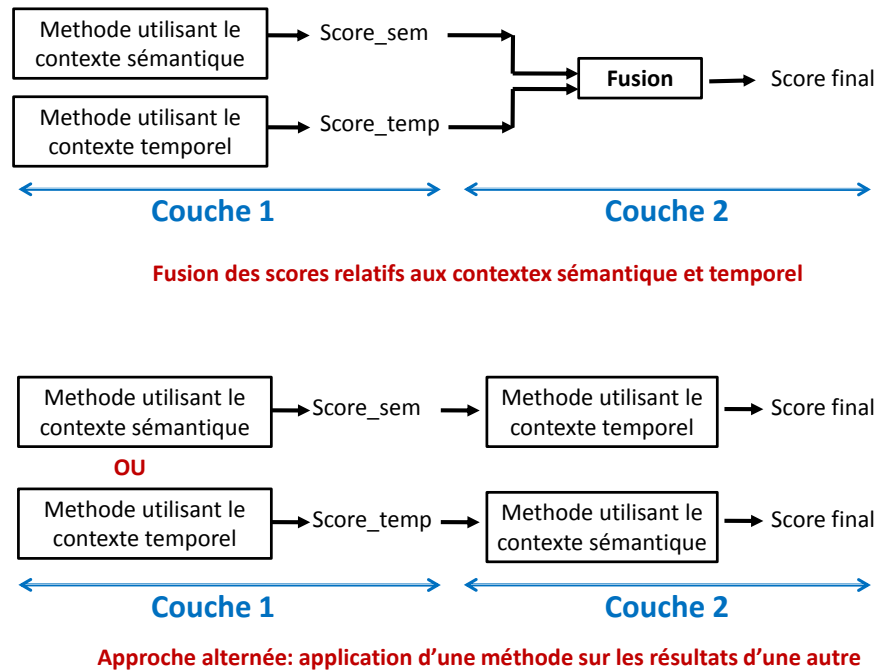 Methode utilisant le
contexte sémantique
Score_sem
Fusion
Score final
Methode utilisant le
contexte temporel
Score_temp
Couche 1
Couche 2
Fusion des scores relatifs aux contextex sémantique et temporel
Methode utilisant le
contexte sémantique
Score_sem
Methode utilisant le
contexte temporel
Score final
OU
Methode utilisant le
contexte temporel
Score_temp
Methode utilisant le
contexte sémantique
Score final
Couche 1
Couche 2
Approche alternée: application d'une méthode sur les résultats d'une autre